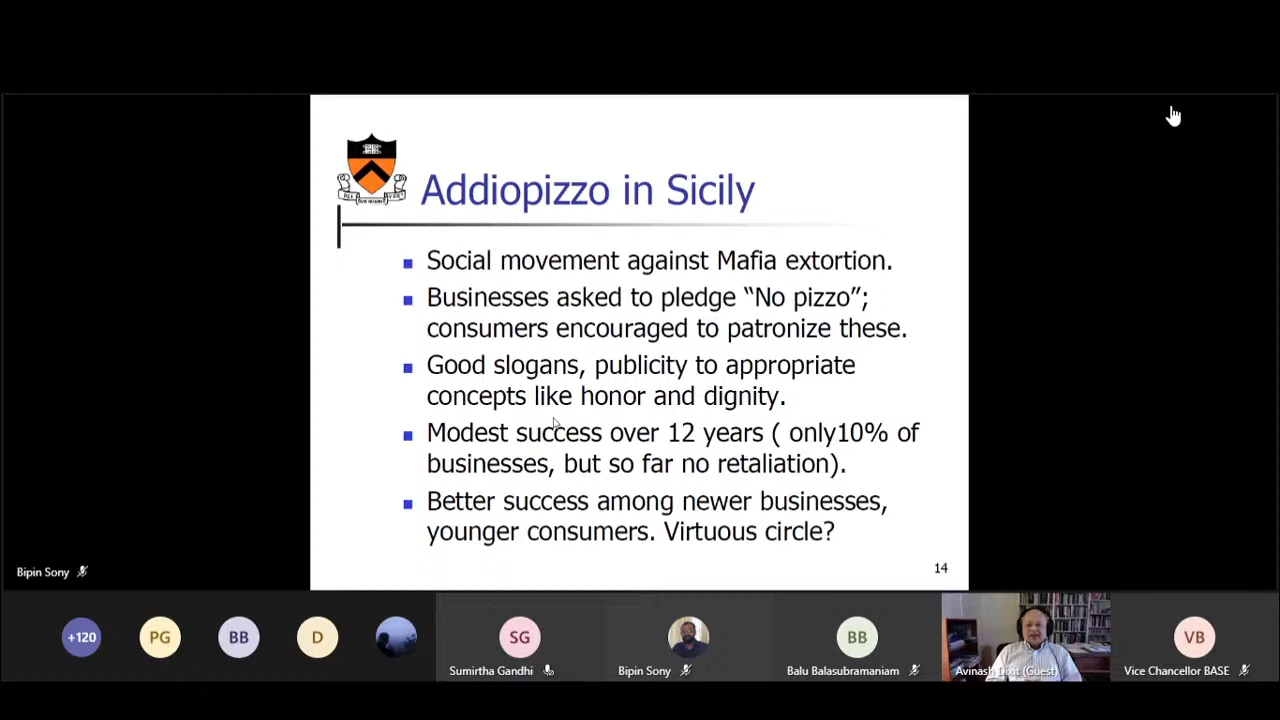 Addiopizzo in Sicily
Social movement against Mafia extortion.
Businesses asked to pledge “No pizzo”;
consumers encouraged to patronize these.
Good slogans, publicity to appropriate
concepts like honor and dignity.
Modest success over 12 years ( only10% of
businesses, but so far no retaliation).
Better success among newer businesses,
younger consumers. Virtuous circle?
14
Bipin Sony
+120
PG
BB
D
SG
BB
VB
Sumirtha Gandhi
Bipin Sony
Balu Balasubramaniam
Avinash Dixit (Guest)
Vice Chancellor BASE